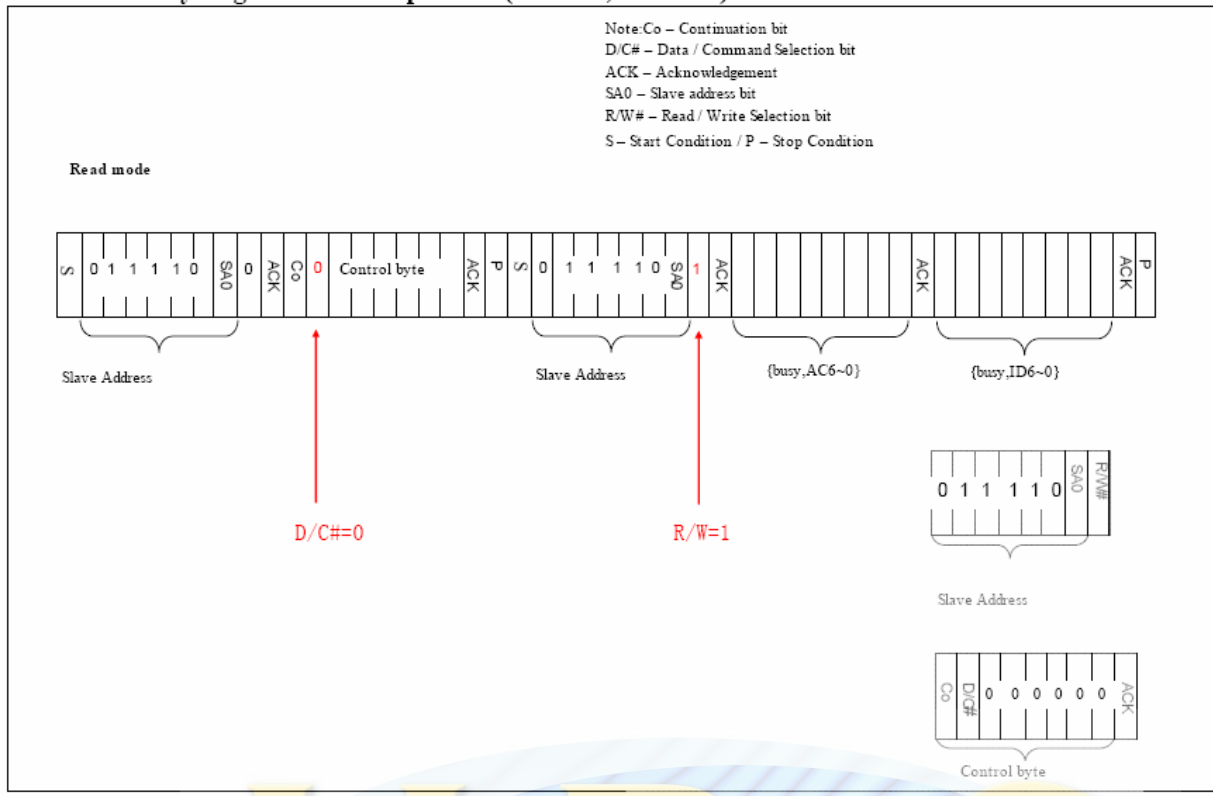 Note:Co – Continuation bit
D/C# – Data / Command Selection bit
ACK – Acknowledgement
SA0 – Slave address bit
R/W# – Read / Write Selection bit
S – Start Condition / P – Stop Condition
Read mode
S 0 1 1 1 1 0 SA0 0 ACK Co 0 Control byte ACK P S 0 1 1 1 1 0 SA0 1 ACK ACK ACK P
Slave Address Slave Address {busy,AC6~0} {busy,ID6~0}
D/C#=0 R/W=1
0 1 1 1 1 0 SA0 R/W#
Slave Address
Co D/C# 0 0 0 0 0 0 ACK
Control byte